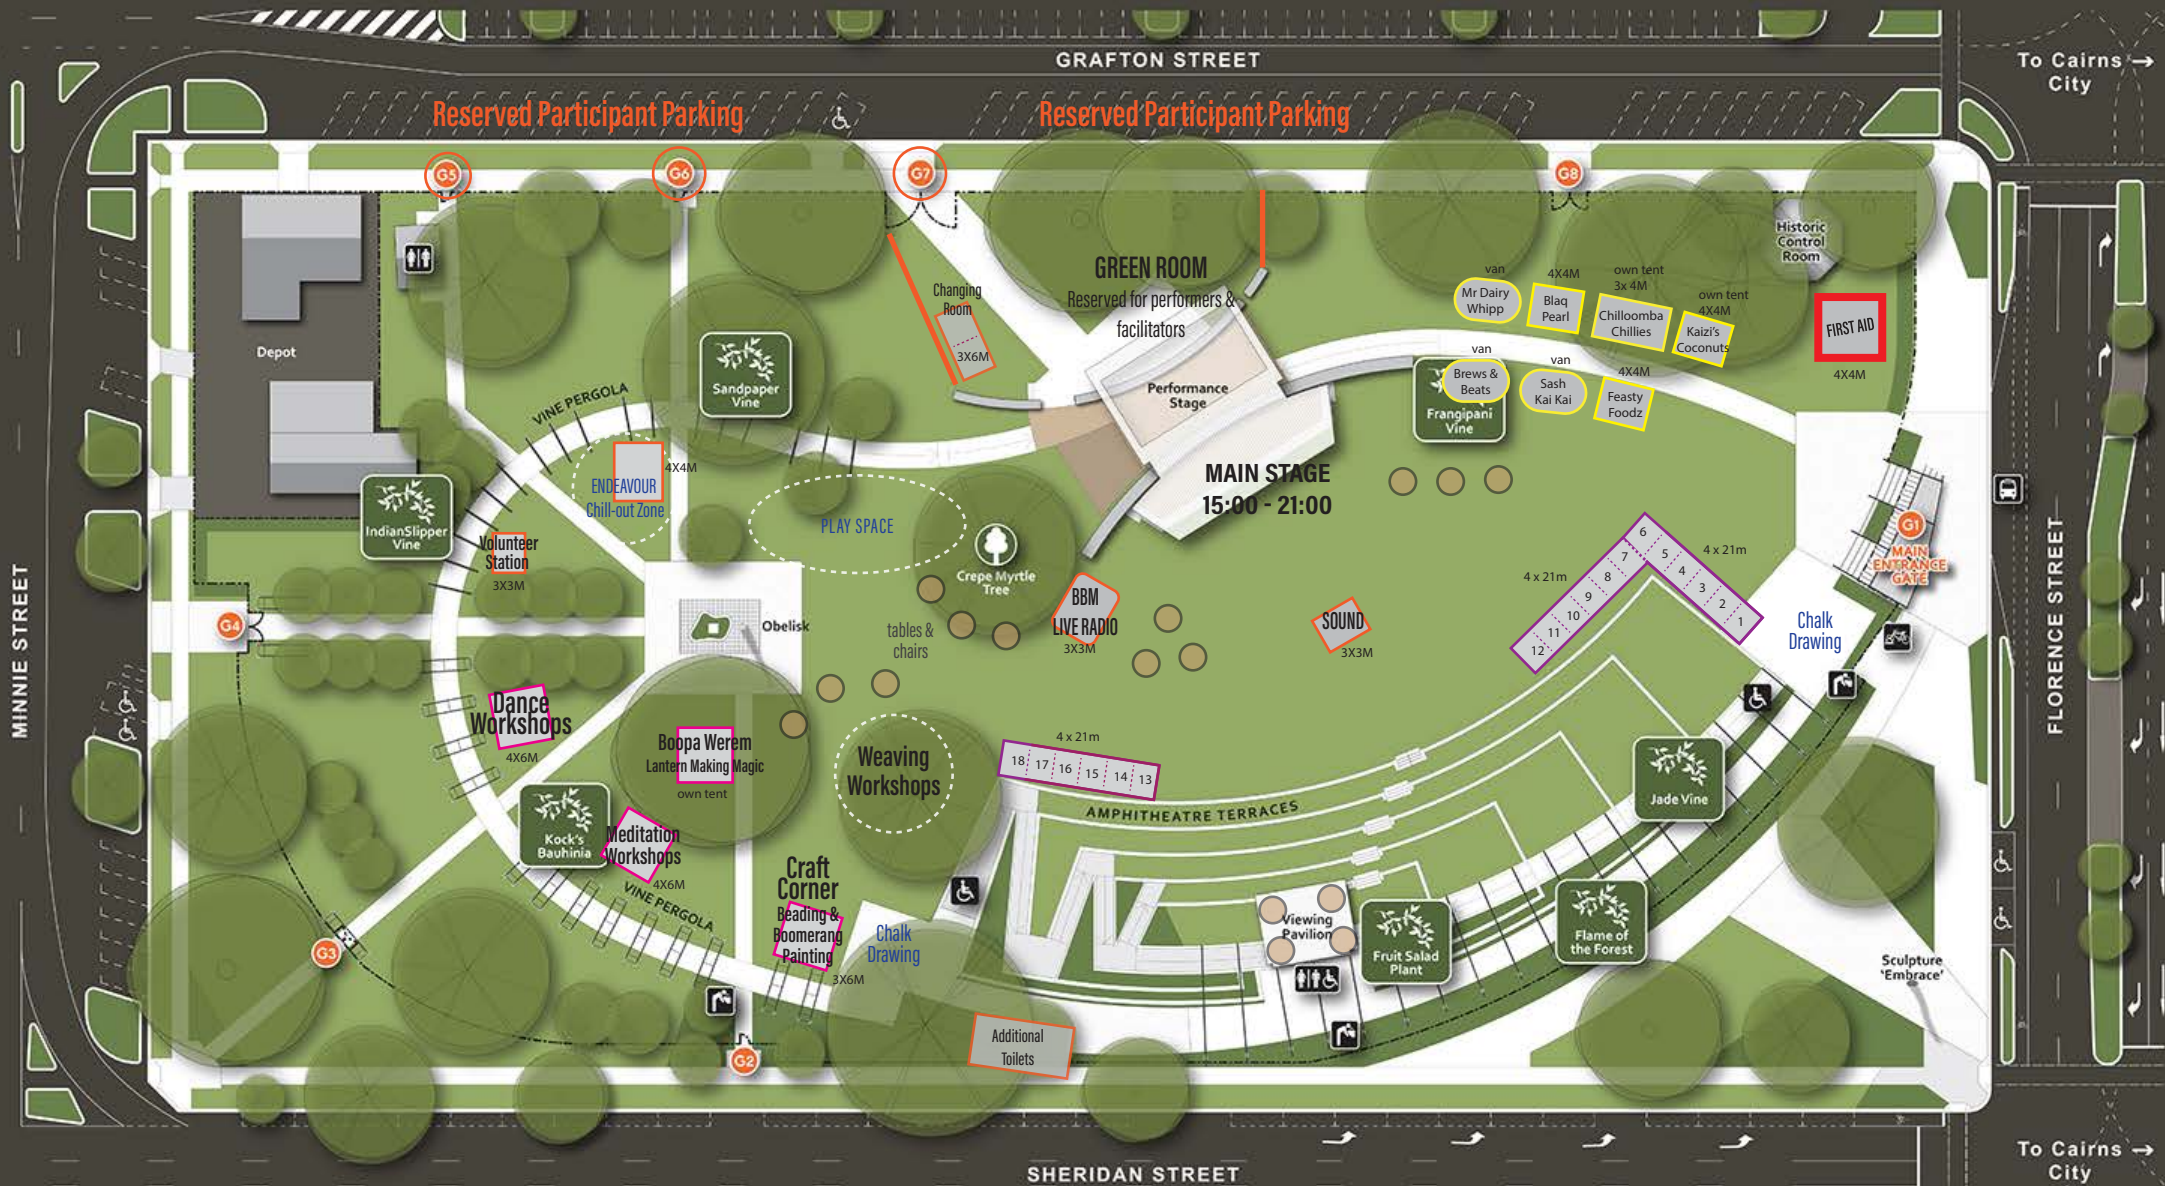 GRAFTON STREET
To Cairns →
City
Reserved Participant Parking
Reserved Participant Parking
G5
G6
G7
G8
Historic
Control
Room
GREEN ROOM
Reserved for performers &
facilitators
Changing
Room
3X6M
van
Mr Dairy
Whipp
4X4M
Blaq
Pearl
own tent
3x 4M
Chilloomba
Chillies
own tent
4X4M
Kaizi's
Coconuts
FIRST AID
4X4M
Depot
Sandpaper
Vine
Performance
Stage
van
Brews &
Beats
Frangipani
Vine
van
Sash
Kai Kai
4X4M
Feasty
Foodz
VINE PERGOLA
4X4M
ENDEAVOUR
Chill-out Zone
MAIN STAGE
15:00 - 21:00
IndianSlipper
Vine
PLAY SPACE
Volunteer
Station
3X3M
Crepe Myrtle
Tree
G1
MAIN
ENTRANCE
GATE
4 x 21m
4 x 21m
6
5
4
3
2
1
7
8
9
10
11
12
MINNIE STREET
FLORENCE STREET
G4
Obelisk
tables &
chairs
BBM
LIVE RADIO
3X3M
SOUND
3X3M
Chalk
Drawing
Dance
Workshops
4X6M
Boopa Werem
Lantern Making Magic
own tent
Weaving
Workshops
4 x 21m
18 17 16 15 14 13
AMPHITHEATRE TERRACES
Jade Vine
Kock's
Bauhinia
Meditation
Workshops
4X6M
VINE PERGOLA
Craft
Corner
Beading &
Boomerang
Painting
3X6M
Chalk
Drawing
Viewing
Pavilion
Fruit Salad
Plant
Flame of
the Forest
G3
Sculpture
'Embrace'
Additional
Toilets
G2
SHERIDAN STREET
To Cairns →
City